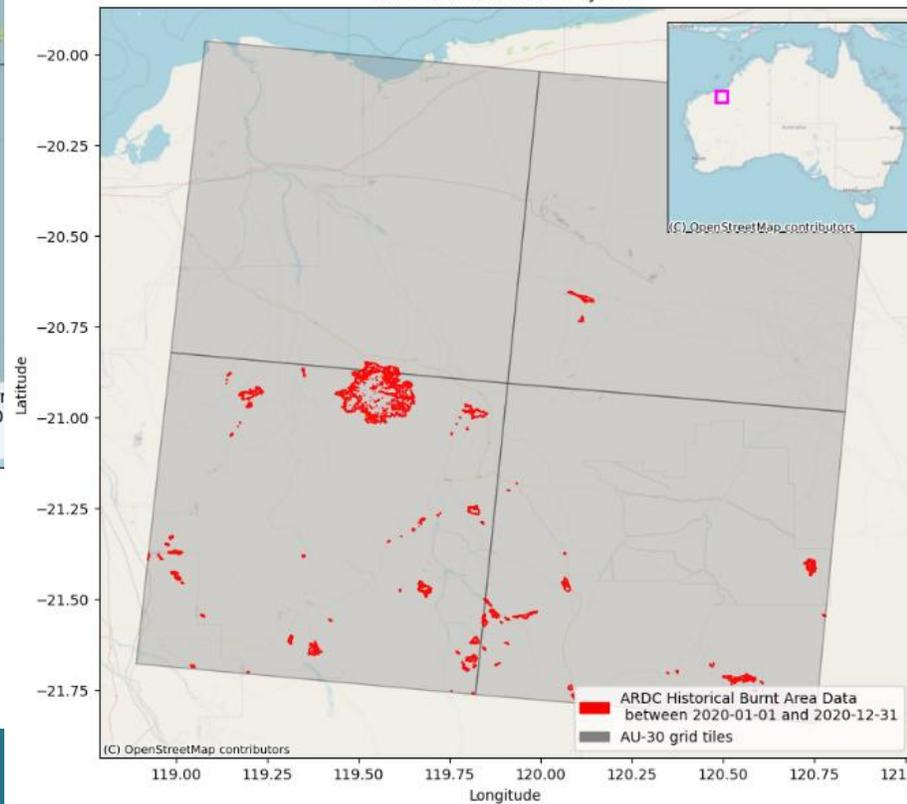 (C) OpenStreetMap contributors
−20.00
−20.25
−20.50
−20.75
−21.00
−21.25
−21.50
−21.75
Latitude
ARDC Historical Burnt Area Data
between 2020-01-01 and 2020-12-31
AU-30 grid tiles
(C) OpenStreetMap contributors
119.00 119.25 119.50 119.75 120.00 120.25 120.50 120.75 121
Longitude